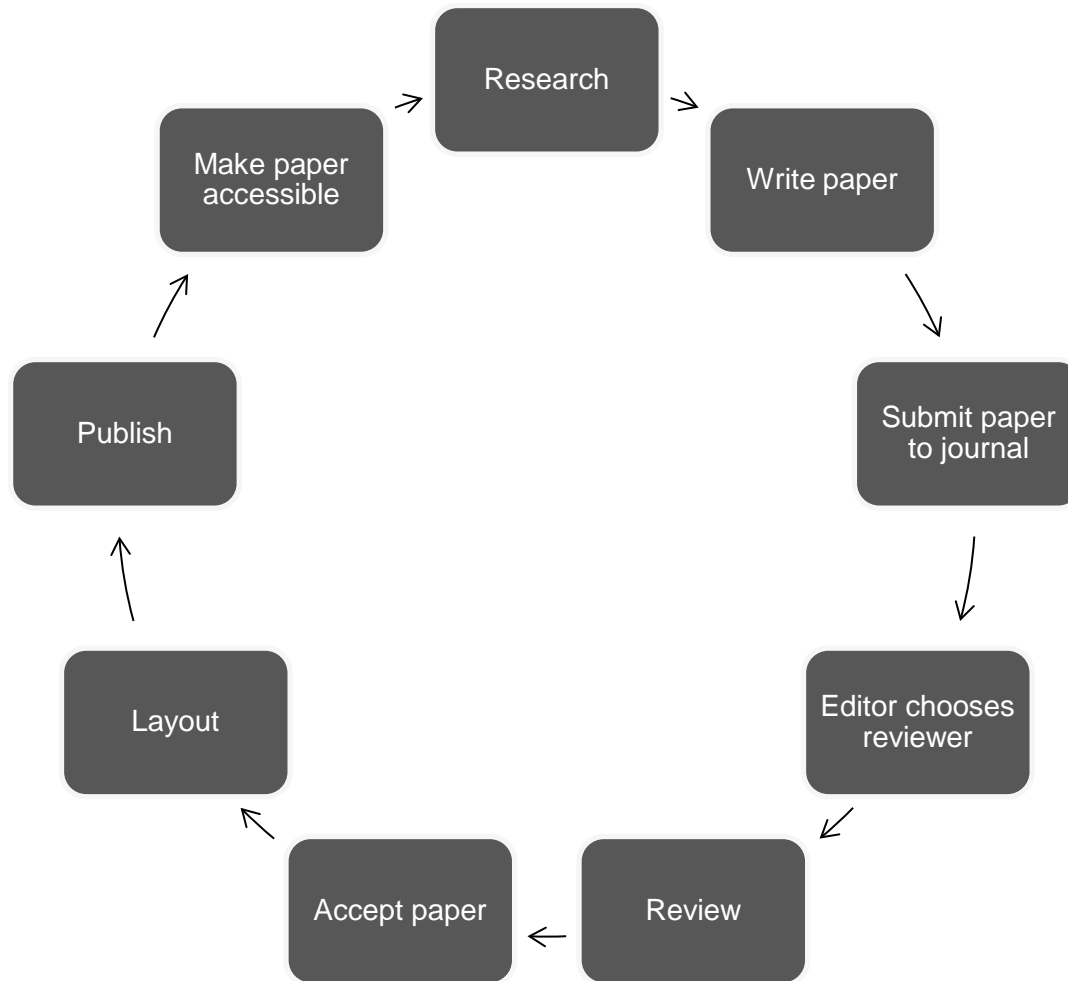 Research
Write paper
Submit paper
to journal
Editor chooses
reviewer
Review
Accept paper
Layout
Publish
Make paper
accessible